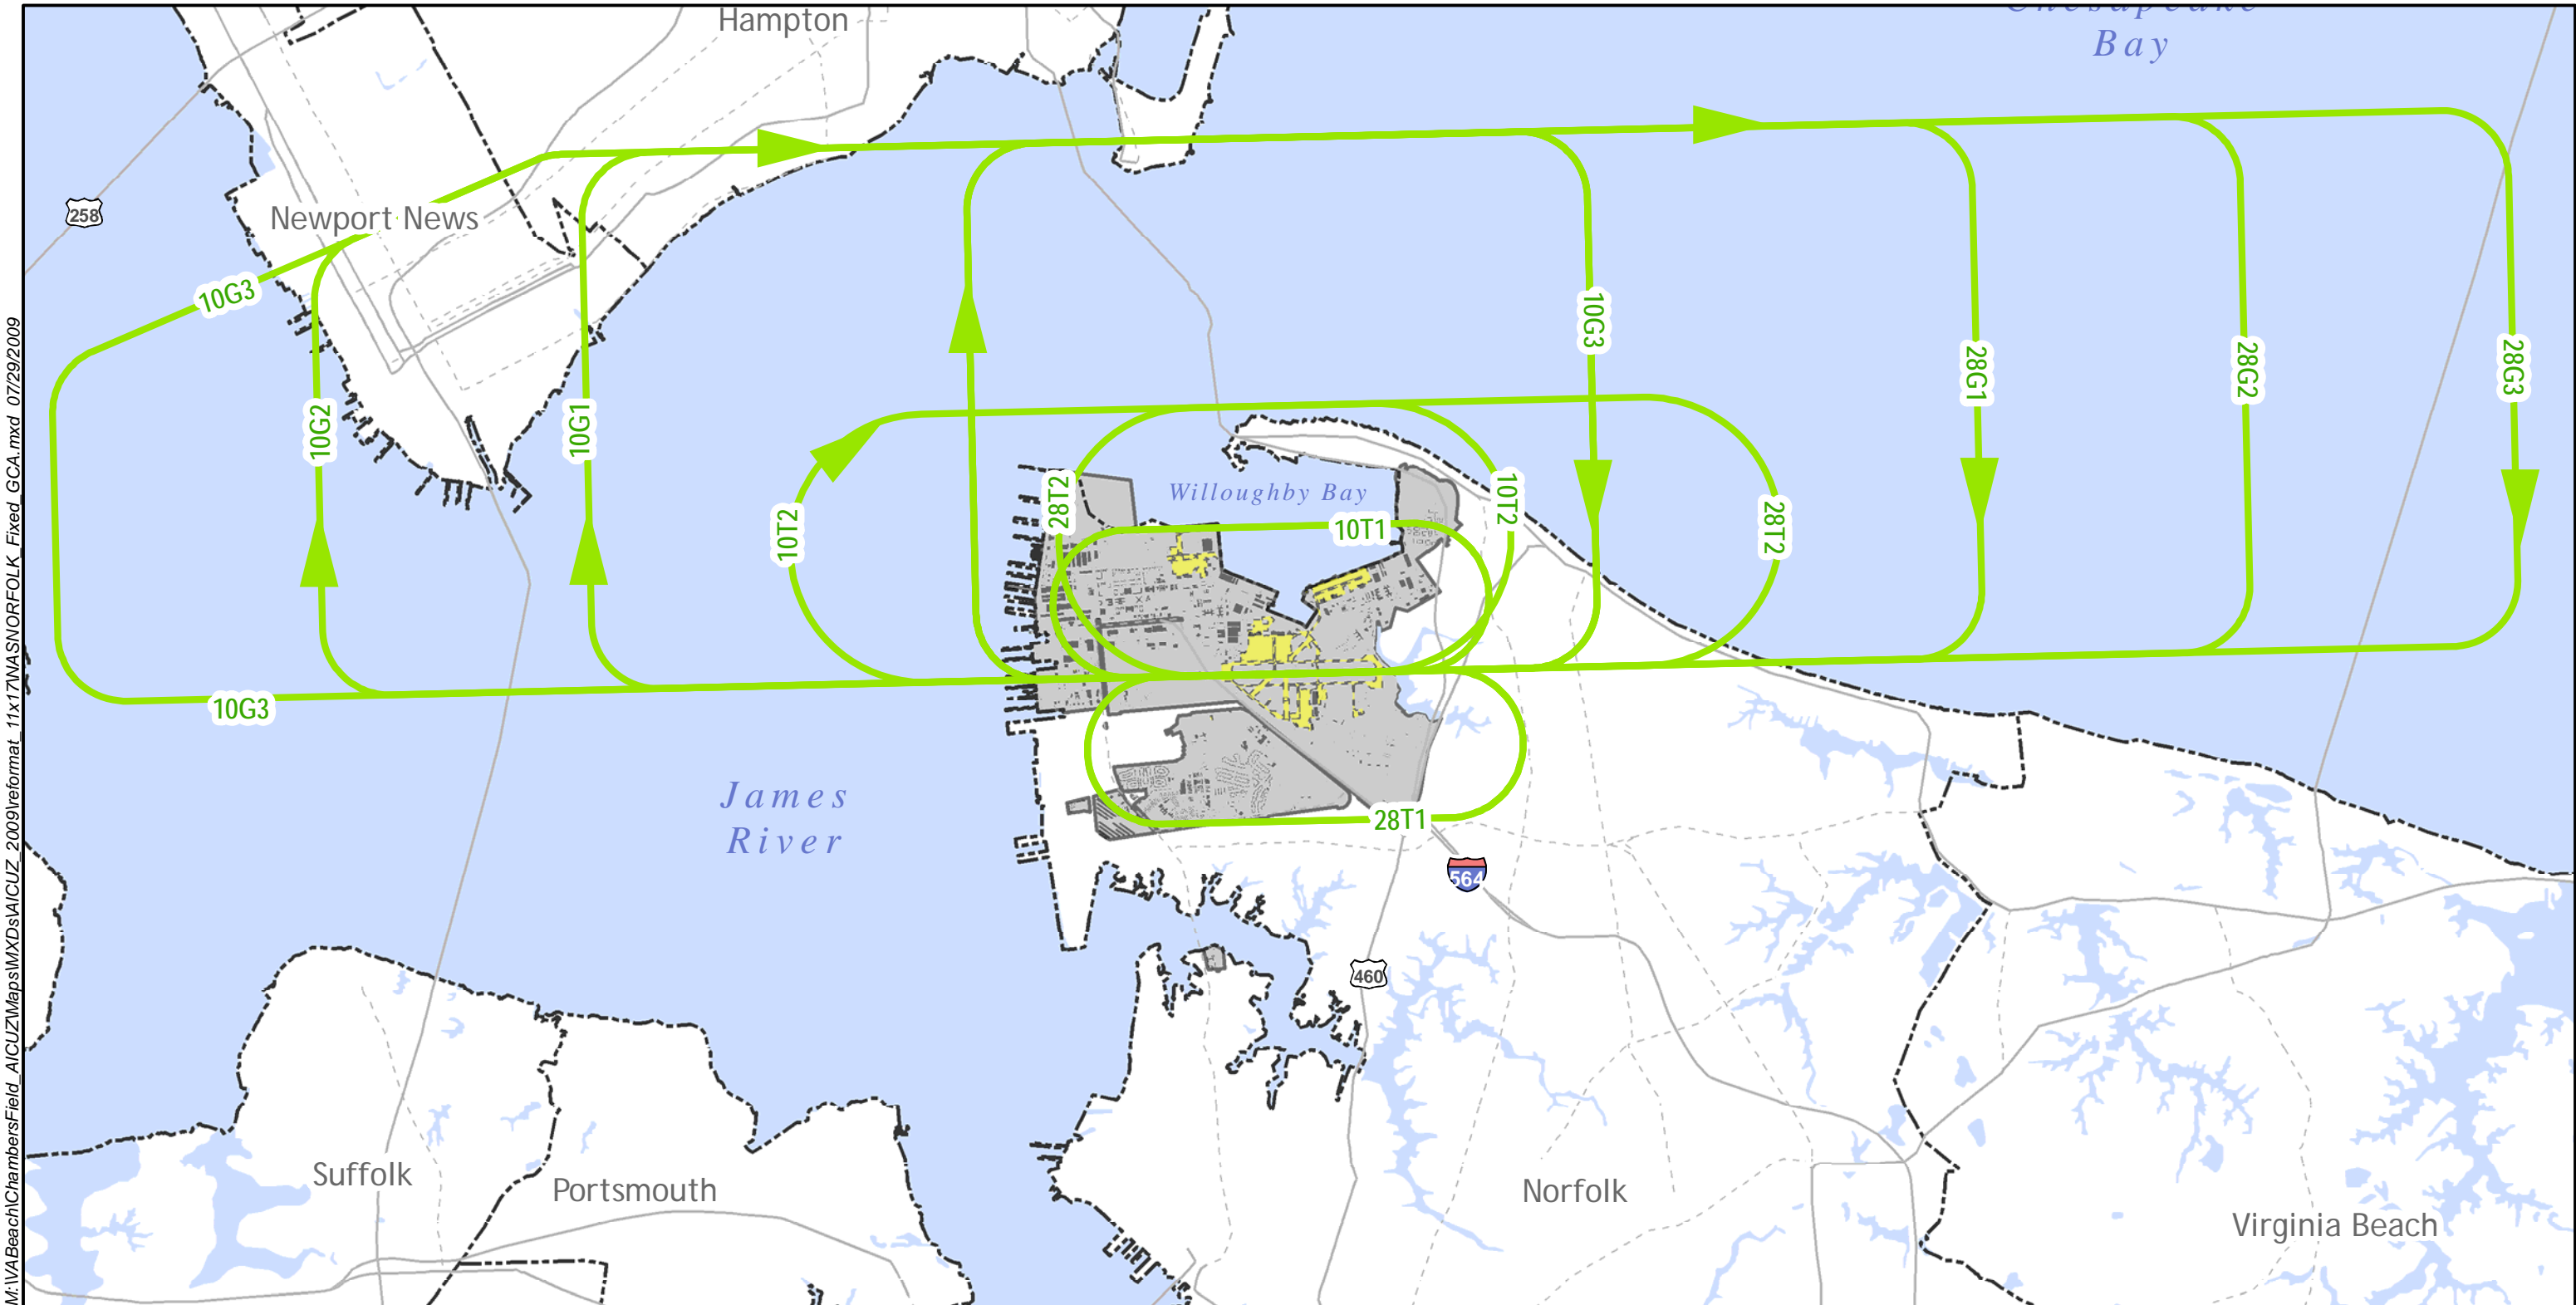 Hampton
Chesapeake
Bay
258
Newport News
10G3
10G2
10G1
10G3
28G1
28G2
28G3
10T2
28T2
Willoughby Bay
10T1
10T2
28T2
10G3
James
River
28T1
564
460
Suffolk
Portsmouth
Norfolk
Virginia Beach
M:\VABeach\ChambersField_AICUZ\Maps\MXDs\AICUZ_2009\reformat_11x17\NASNORFOLK_Fixed_GCA.mxd 07/29/2009